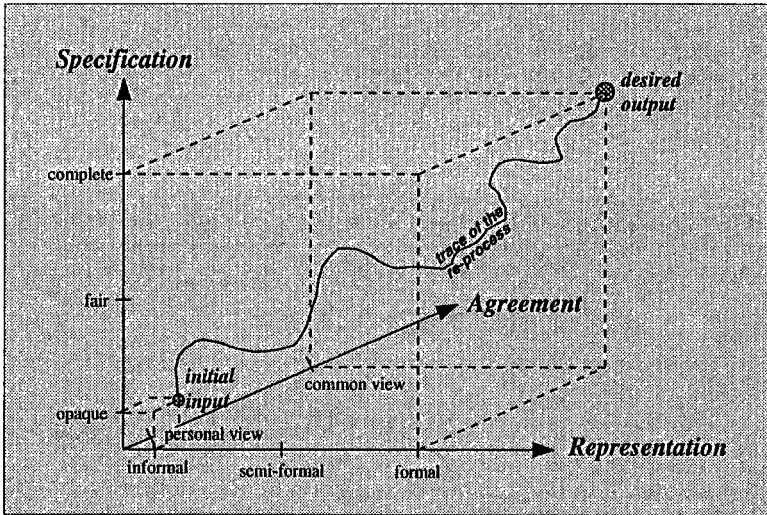 Specification
desired
output
complete
trace of the
re-process
fair
Agreement
initial
input
common view
opaque
personal view
Representation
informal
semi-formal
formal